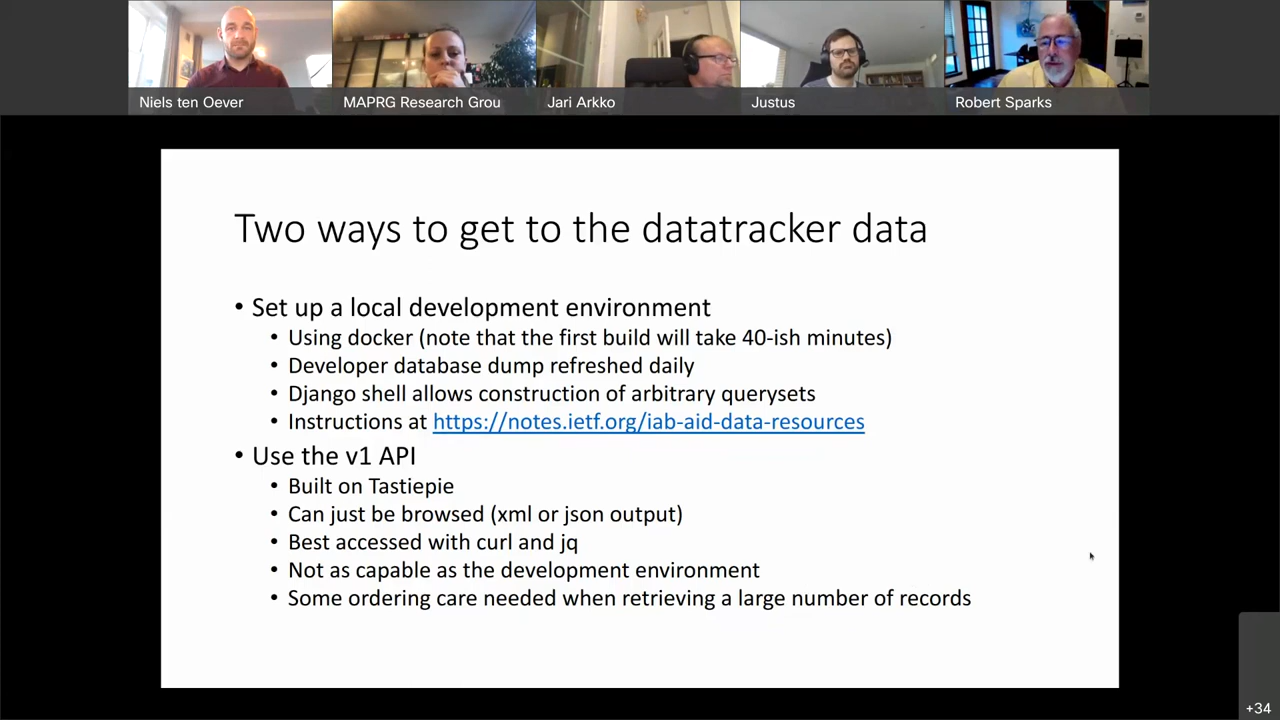 Niels ten Oever
MAPRG Research Grou
Jari Arkko
Justus
Robert Sparks
Two ways to get to the datatracker data
• Set up a local development environment
• Using docker (note that the first build will take 40-ish minutes)
• Developer database dump refreshed daily
• Django shell allows construction of arbitrary querysets
• Instructions at https://notes.ietf.org/iab-aid-data-resources
• Use the v1 API
• Built on Tastiepie
• Can just be browsed (xml or json output)
• Best accessed with curl and jq
• Not as capable as the development environment
• Some ordering care needed when retrieving a large number of records
+34